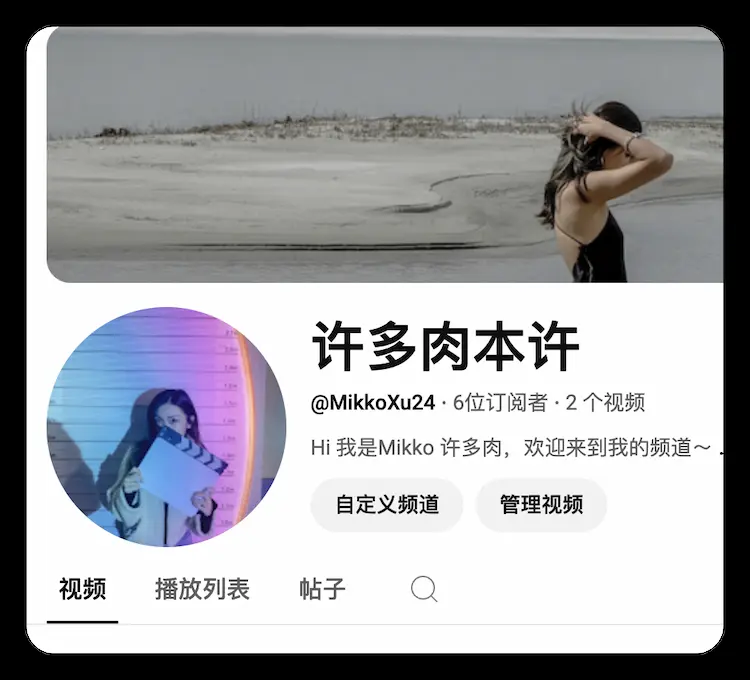 许多肉本许
@MikkoXu24 · 6位订阅者 · 2 个视频
Hi 我是Mikko 许多肉，欢迎来到我的频道～ .
自定义频道 管理视频
视频 播放列表 帖子